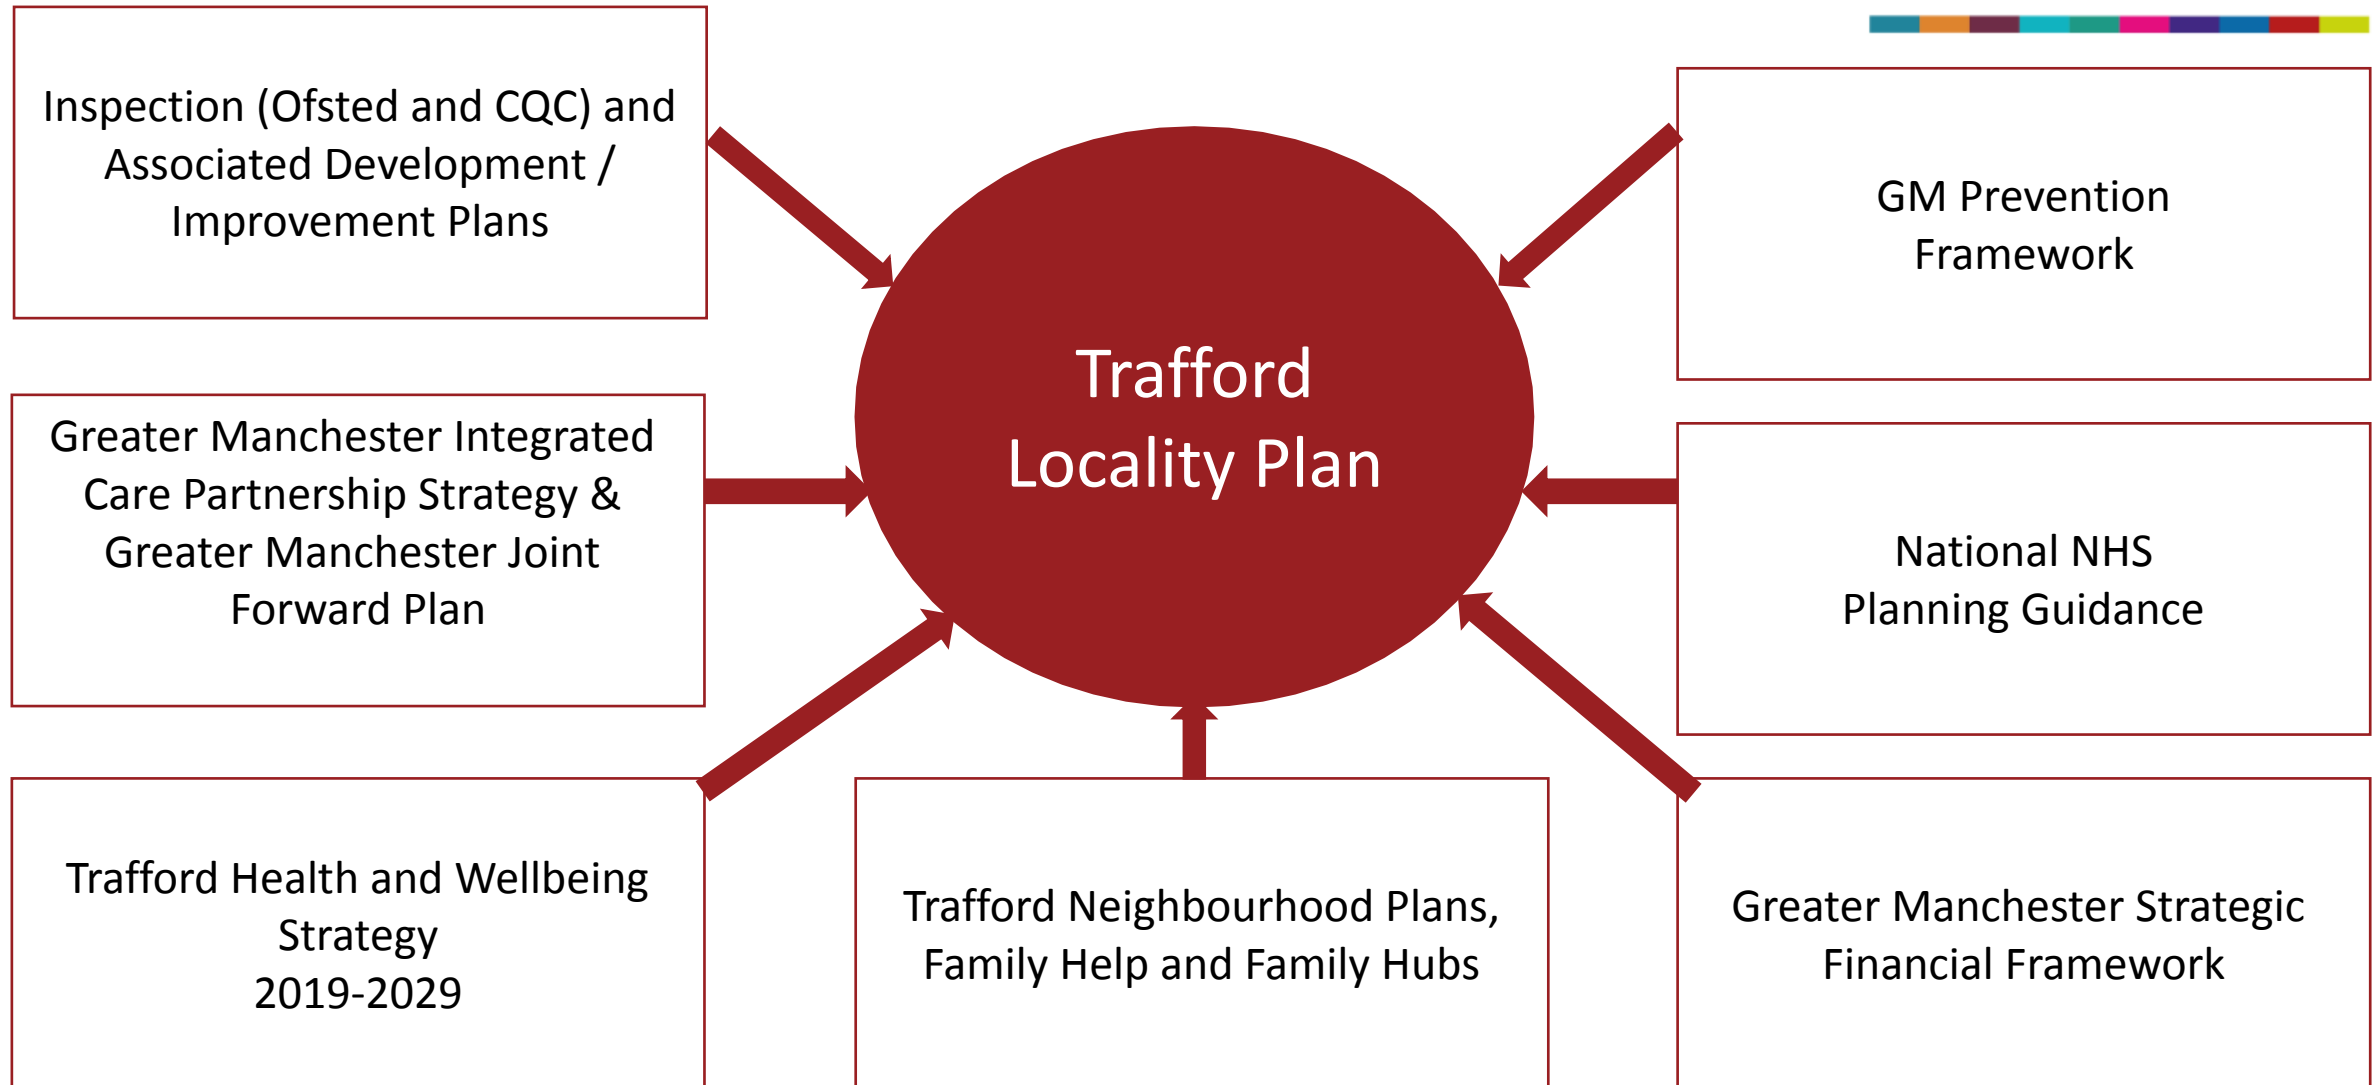 Inspection (Ofsted and CQC) and
Associated Development /
Improvement Plans
Greater Manchester Integrated
Care Partnership Strategy &
Greater Manchester Joint
Forward Plan
Trafford Health and Wellbeing
Strategy
2019-2029
Trafford
Locality Plan
Trafford Neighbourhood Plans,
Family Help and Family Hubs
GM Prevention
Framework
National NHS
Planning Guidance
Greater Manchester Strategic
Financial Framework